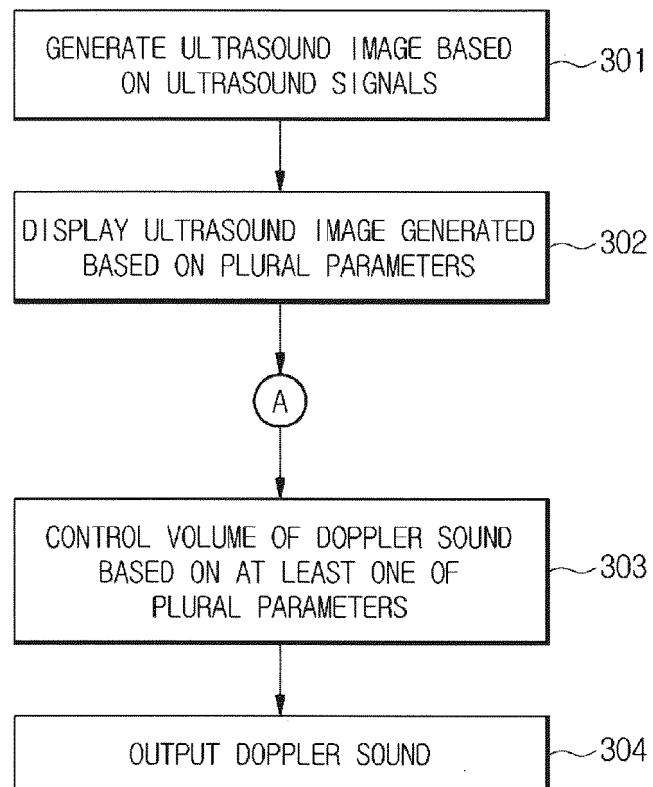 GENERATE ULTRASOUND IMAGE BASED
ON ULTRASOUND SIGNALS
301
DISPLAY ULTRASOUND IMAGE GENERATED
BASED ON PLURAL PARAMETERS
302
A
CONTROL VOLUME OF DOPPLER SOUND
BASED ON AT LEAST ONE OF
PLURAL PARAMETERS
303
OUTPUT DOPPLER SOUND
304